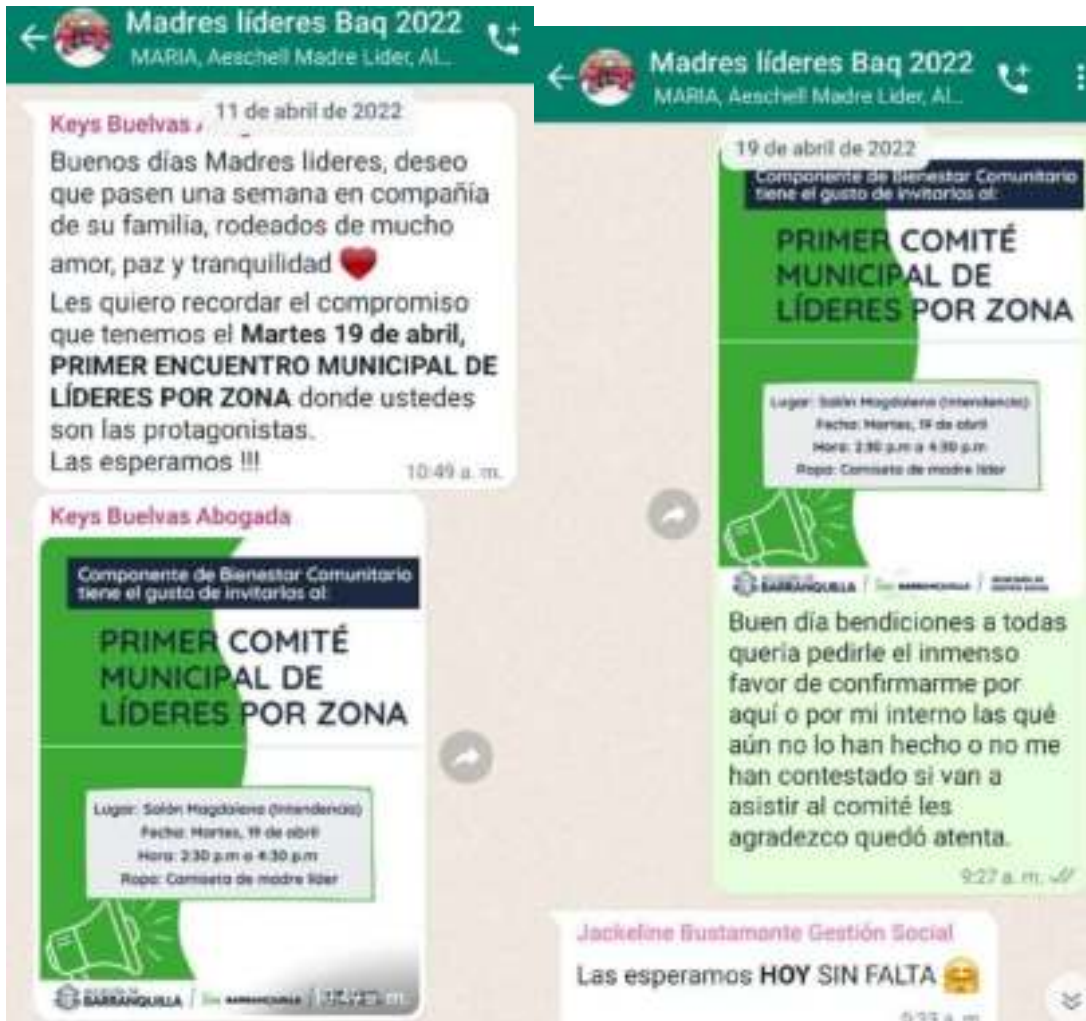 Madres líderes Baq 2022
MARIA, Aeschell Madre Lider, Al...
11 de abril de 2022
Keys Buelvas
Buenos días Madres lideres, deseo
que pasen una semana en compañía
de su familia, rodeados de mucho
amor, paz y tranquilidad ❤️
Les quiero recordar el compromiso
que tenemos el Martes 19 de abril,
PRIMER ENCUENTRO MUNICIPAL DE
LÍDERES POR ZONA donde ustedes
son las protagonistas.
Las esperamos !!!
10:49 a. m.
Keys Buelvas Abogada
Componente de Bienestar Comunitario
tiene el gusto de invitarlas al:
PRIMER COMITÉ
MUNICIPAL DE
LÍDERES POR ZONA
Lugar: Salón Magdalena (Intendencia)
Fecha: Martes, 19 de abril
Hora: 2:30 p.m a 4:30 p.m
Ropa: Camiseta de madre líder
BARRANQUILLA
BARRANQUILLA
10:49 a. m.
Madres líderes Baq 2022
MARIA, Aeschell Madre Lider, Al...
19 de abril de 2022
Componente de Bienestar Comunitario
tiene el gusto de invitarlas al:
PRIMER COMITÉ
MUNICIPAL DE
LÍDERES POR ZONA
Lugar: Salón Magdalena (Intendencia)
Fecha: Martes, 19 de abril
Hora: 2:30 p.m a 4:30 p.m
Ropa: Camiseta de madre líder
BARRANQUILLA
BARRANQUILLA
Buen día bendiciones a todas
quería pedirle el inmenso
favor de confirmarme por
aquí o por mi interno las qué
aún no lo han hecho o no me
han contestado si van a
asistir al comité les
agradezco quedó atenta.
9:27 a. m.
Jackeline Bustamante Gestión Social
Las esperamos HOY SIN FALTA 🤗